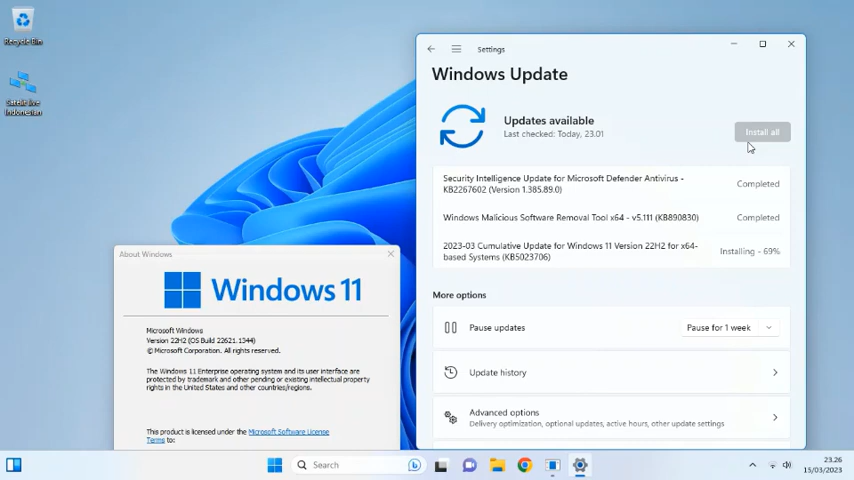 Recycle Bin
Satelit live
Indonesian
Settings
Windows Update
Updates available
Last checked: Today, 23.01
Install all
Security Intelligence Update for Microsoft Defender Antivirus -
KB2267602 (Version 1.385.89.0)
Completed
Windows Malicious Software Removal Tool x64 - v5.111 (KB890830)
Completed
2023-03 Cumulative Update for Windows 11 Version 22H2 for x64-
based Systems (KB5023706)
Installing - 69%
More options
Pause updates
Pause for 1 week
Update history
Advanced options
Delivery optimization, optional updates, active hours, other update settings
About Windows
Windows 11
Microsoft Windows
Version 22H2 (OS Build 22621.1344)
© Microsoft Corporation. All rights reserved.
The Windows 11 Enterprise operating system and its user interface are
protected by trademark and other pending or existing intellectual property
rights in the United States and other countries/regions.
This product is licensed under the Microsoft Software License
Terms to:
Search
23.26
15/03/2023